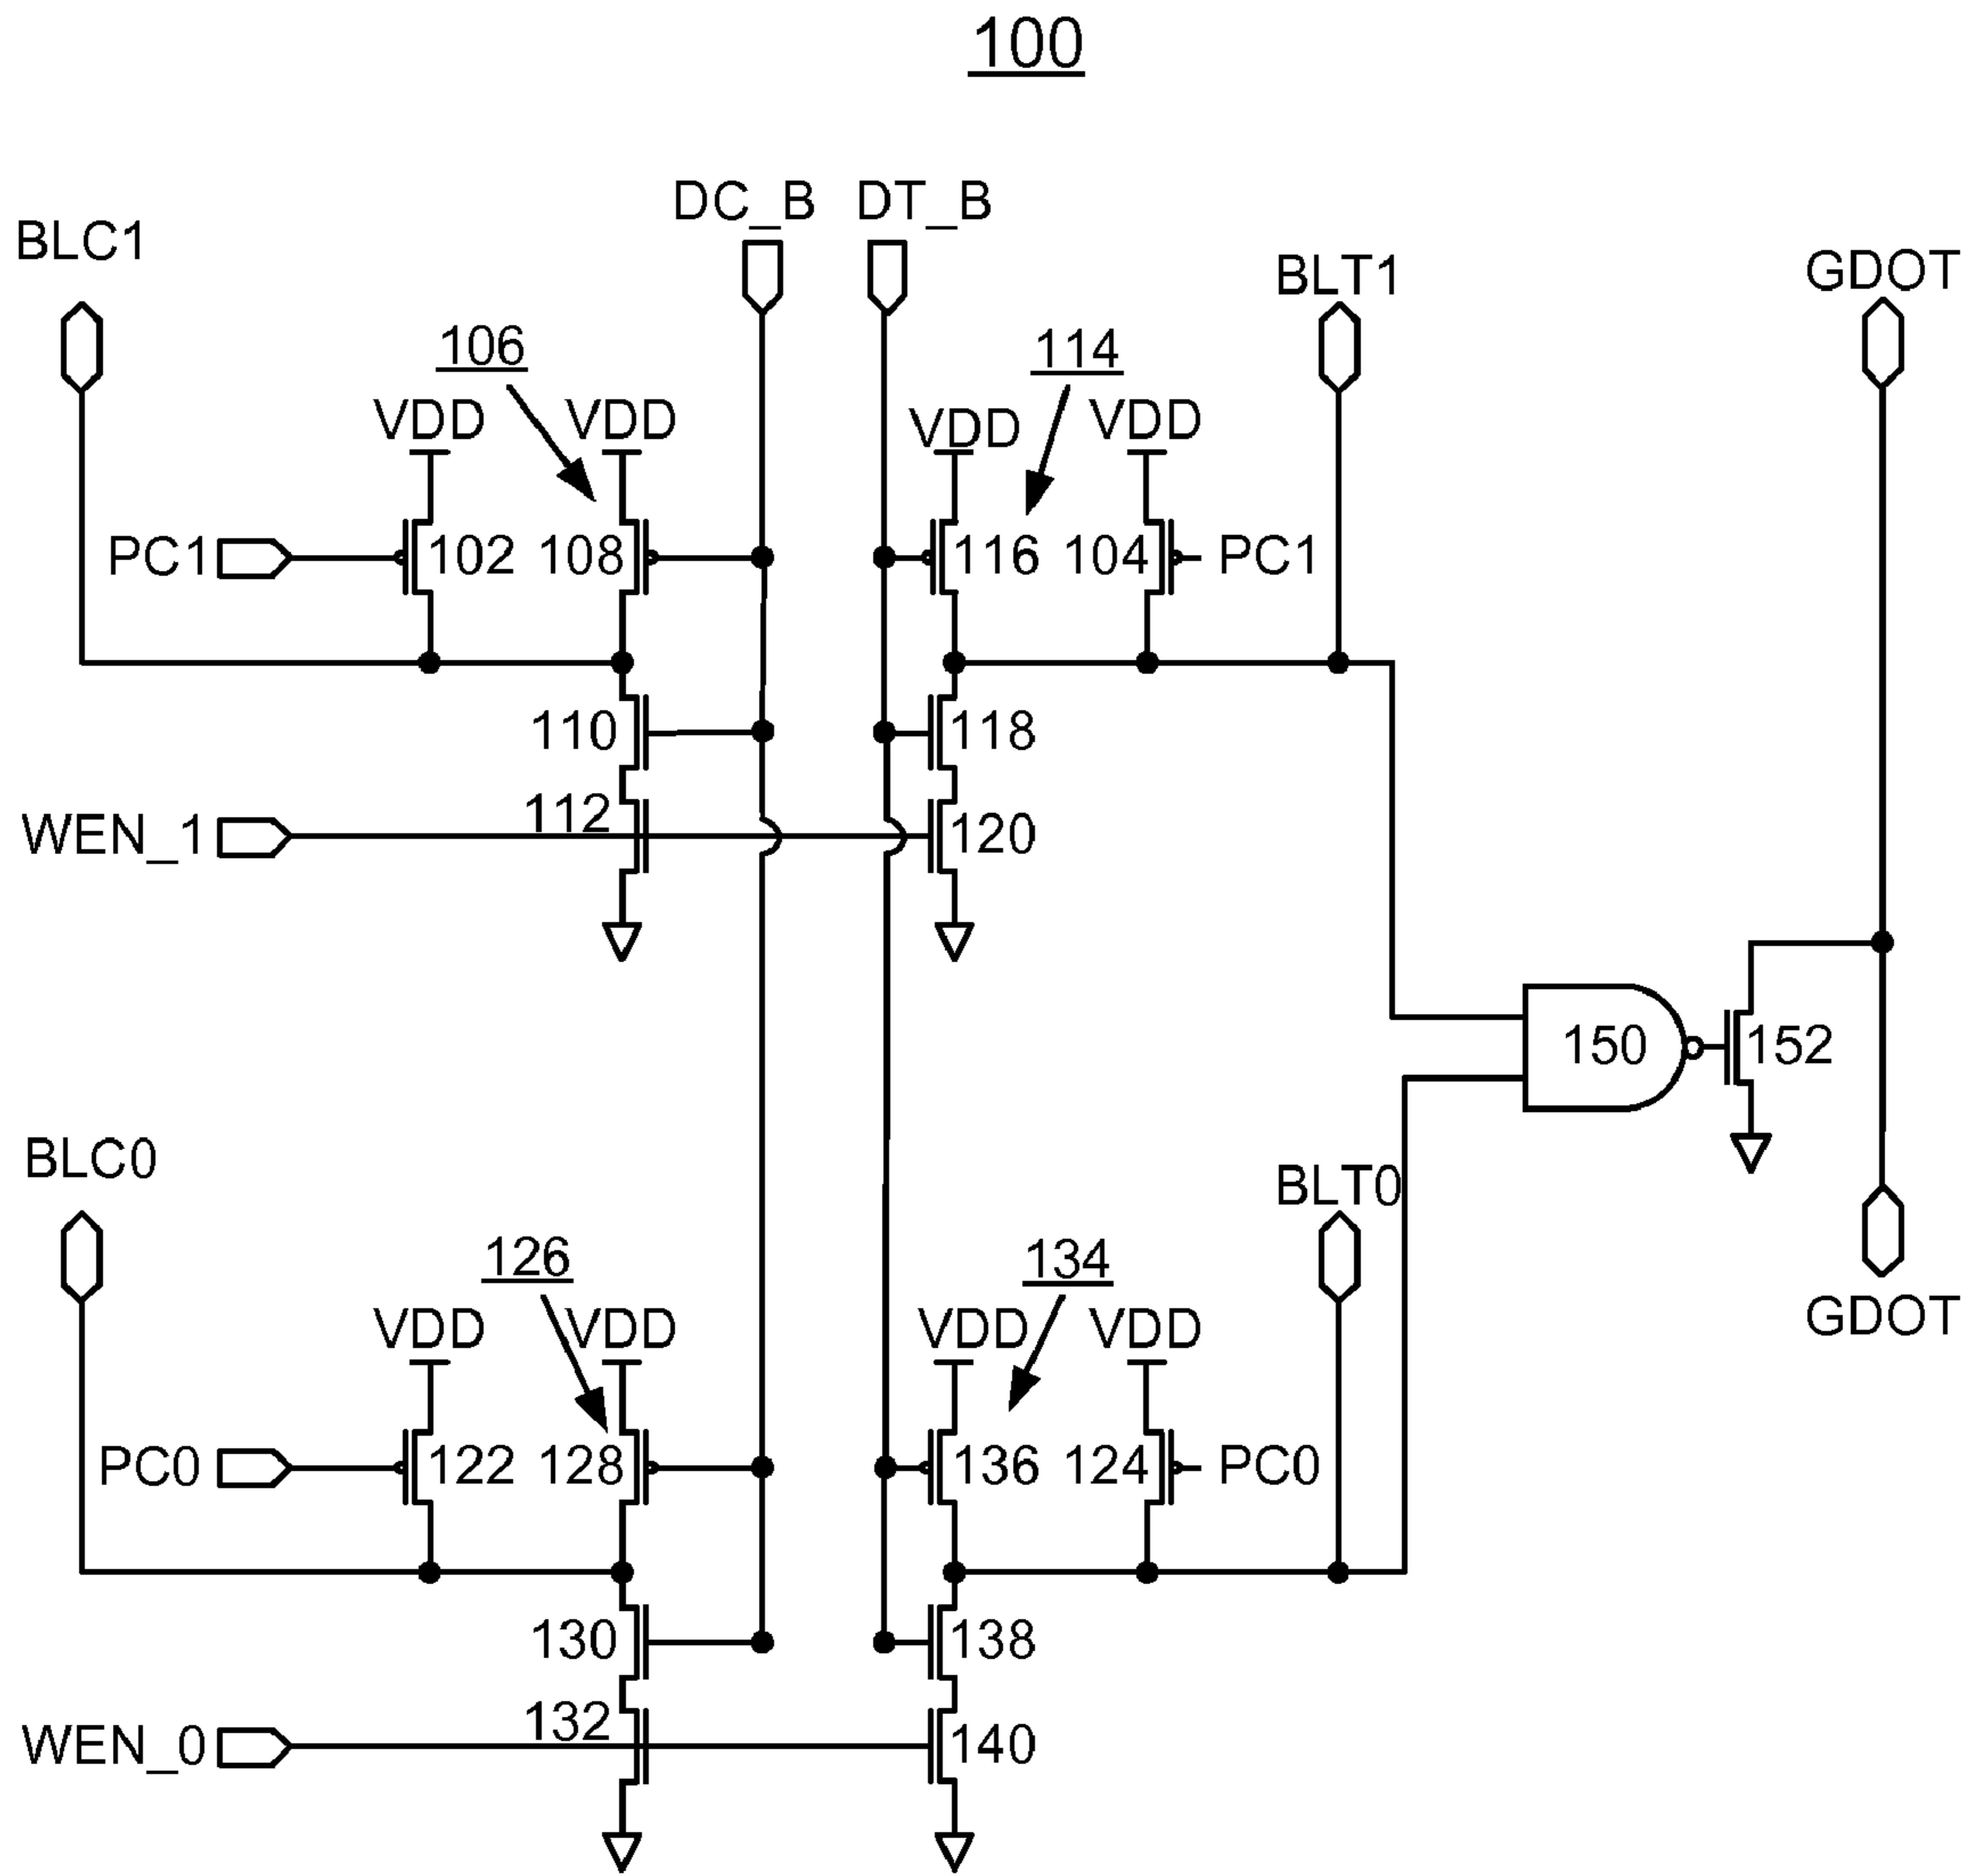 100
DC_B DT_B
BLC1 BLT1 GDOT
106 114
VDD VDD VDD VDD
PC1 102 108 116 104 PC1
110 118
WEN_1 112 120
150 152
BLC0 BLT0
126 134 GDOT
VDD VDD VDD VDD
PC0 122 128 136 124 PC0
130 138
WEN_0 132 140